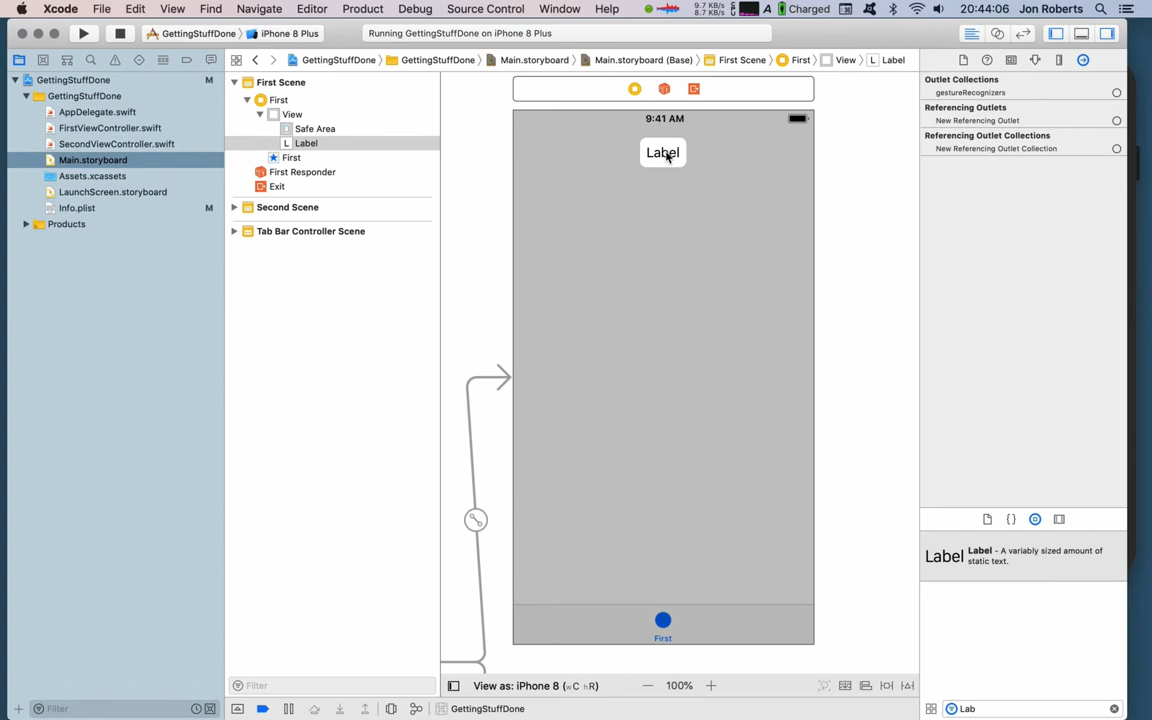 Xcode File Edit View Find Navigate Editor Product Debug Source Control Window Help 9.7 KB/s 8.7 KB/s CPU A Charged 20:44:06 Jon Roberts
GettingStuffDone iPhone 8 Plus Running GettingStuffDone on iPhone 8 Plus
GettingStuffDone GettingStuffDone Main.storyboard Main.storyboard (Base) First Scene First View L Label
GettingStuffDone M
GettingStuffDone
AppDelegate.swift
FirstViewController.swift
SecondViewController.swift
Main.storyboard
Assets.xcassets
LaunchScreen.storyboard
Info.plist M
Products
First Scene
First
View
Safe Area
L Label
First
First Responder
Exit
Second Scene
Tab Bar Controller Scene
9:41 AM
Label
First
Outlet Collections
gestureRecognizers
Referencing Outlets
New Referencing Outlet
Referencing Outlet Collections
New Referencing Outlet Collection
Label Label - A variably sized amount of
static text.
Filter View as: iPhone 8 (wC hR) 100%
Filter GettingStuffDone Lab